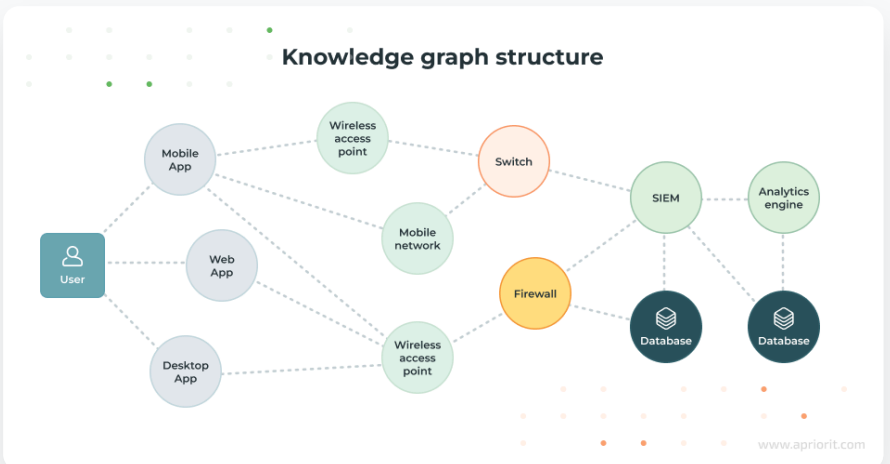 Knowledge graph structure
Wireless
access
point
Mobile
App
Switch
SIEM
Analytics
engine
Mobile
network
Web
App
User
Firewall
Database
Database
Wireless
access
point
Desktop
App
www.apriorit.com